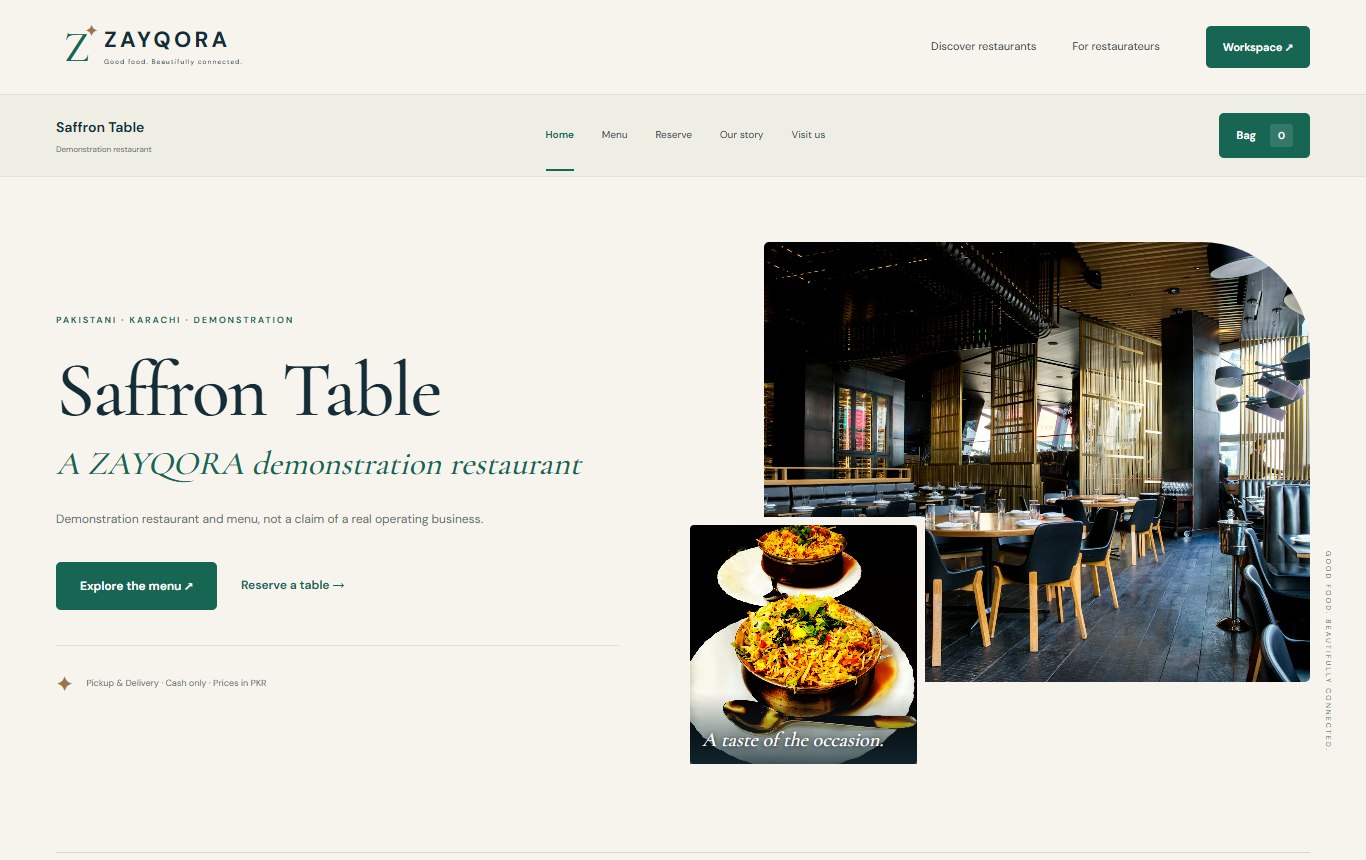 Z ZAYQORA
Good food. Beautifully connected.
Discover restaurants
For restaurateurs
Workspace ↗
Saffron Table
Demonstration restaurant
Home
Menu
Reserve
Our story
Visit us
Bag 0
PAKISTANI · KARACHI · DEMONSTRATION
Saffron Table
A ZAYQORA demonstration restaurant
Demonstration restaurant and menu, not a claim of a real operating business.
Explore the menu ↗
Reserve a table →
Pickup & Delivery · Cash only · Prices in PKR
A taste of the occasion.
GOOD FOOD. BEAUTIFULLY CONNECTED.